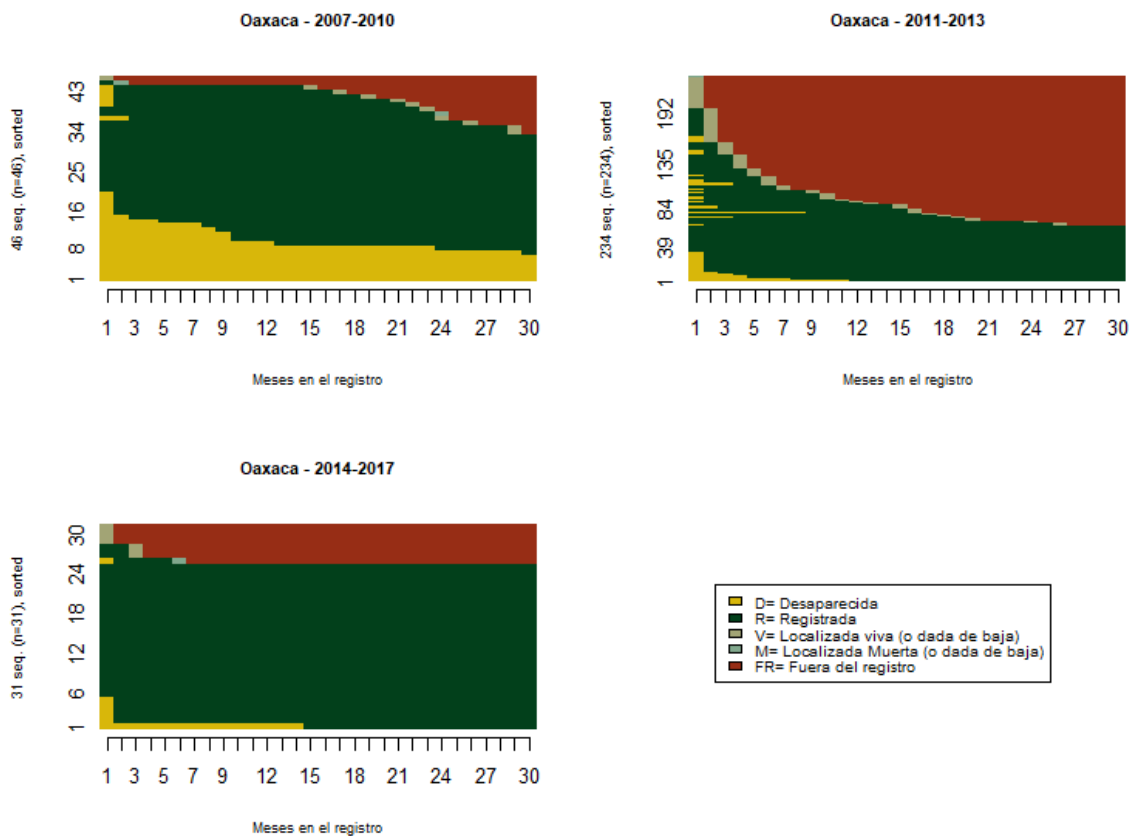 Oaxaca - 2007-2010
46 seq. (n=46), sorted
1 8 16 25 34 43
1 3 5 7 9 12 15 18 21 24 27 30
Meses en el registro
Oaxaca - 2011-2013
234 seq. (n=234), sorted
1 39 84 135 192
1 3 5 7 9 12 15 18 21 24 27 30
Meses en el registro
Oaxaca - 2014-2017
31 seq. (n=31), sorted
1 6 12 18 24 30
1 3 5 7 9 12 15 18 21 24 27 30
Meses en el registro
D= Desaparecida
R= Registrada
V= Localizada viva (o dada de baja)
M= Localizada Muerta (o dada de baja)
FR= Fuera del registro